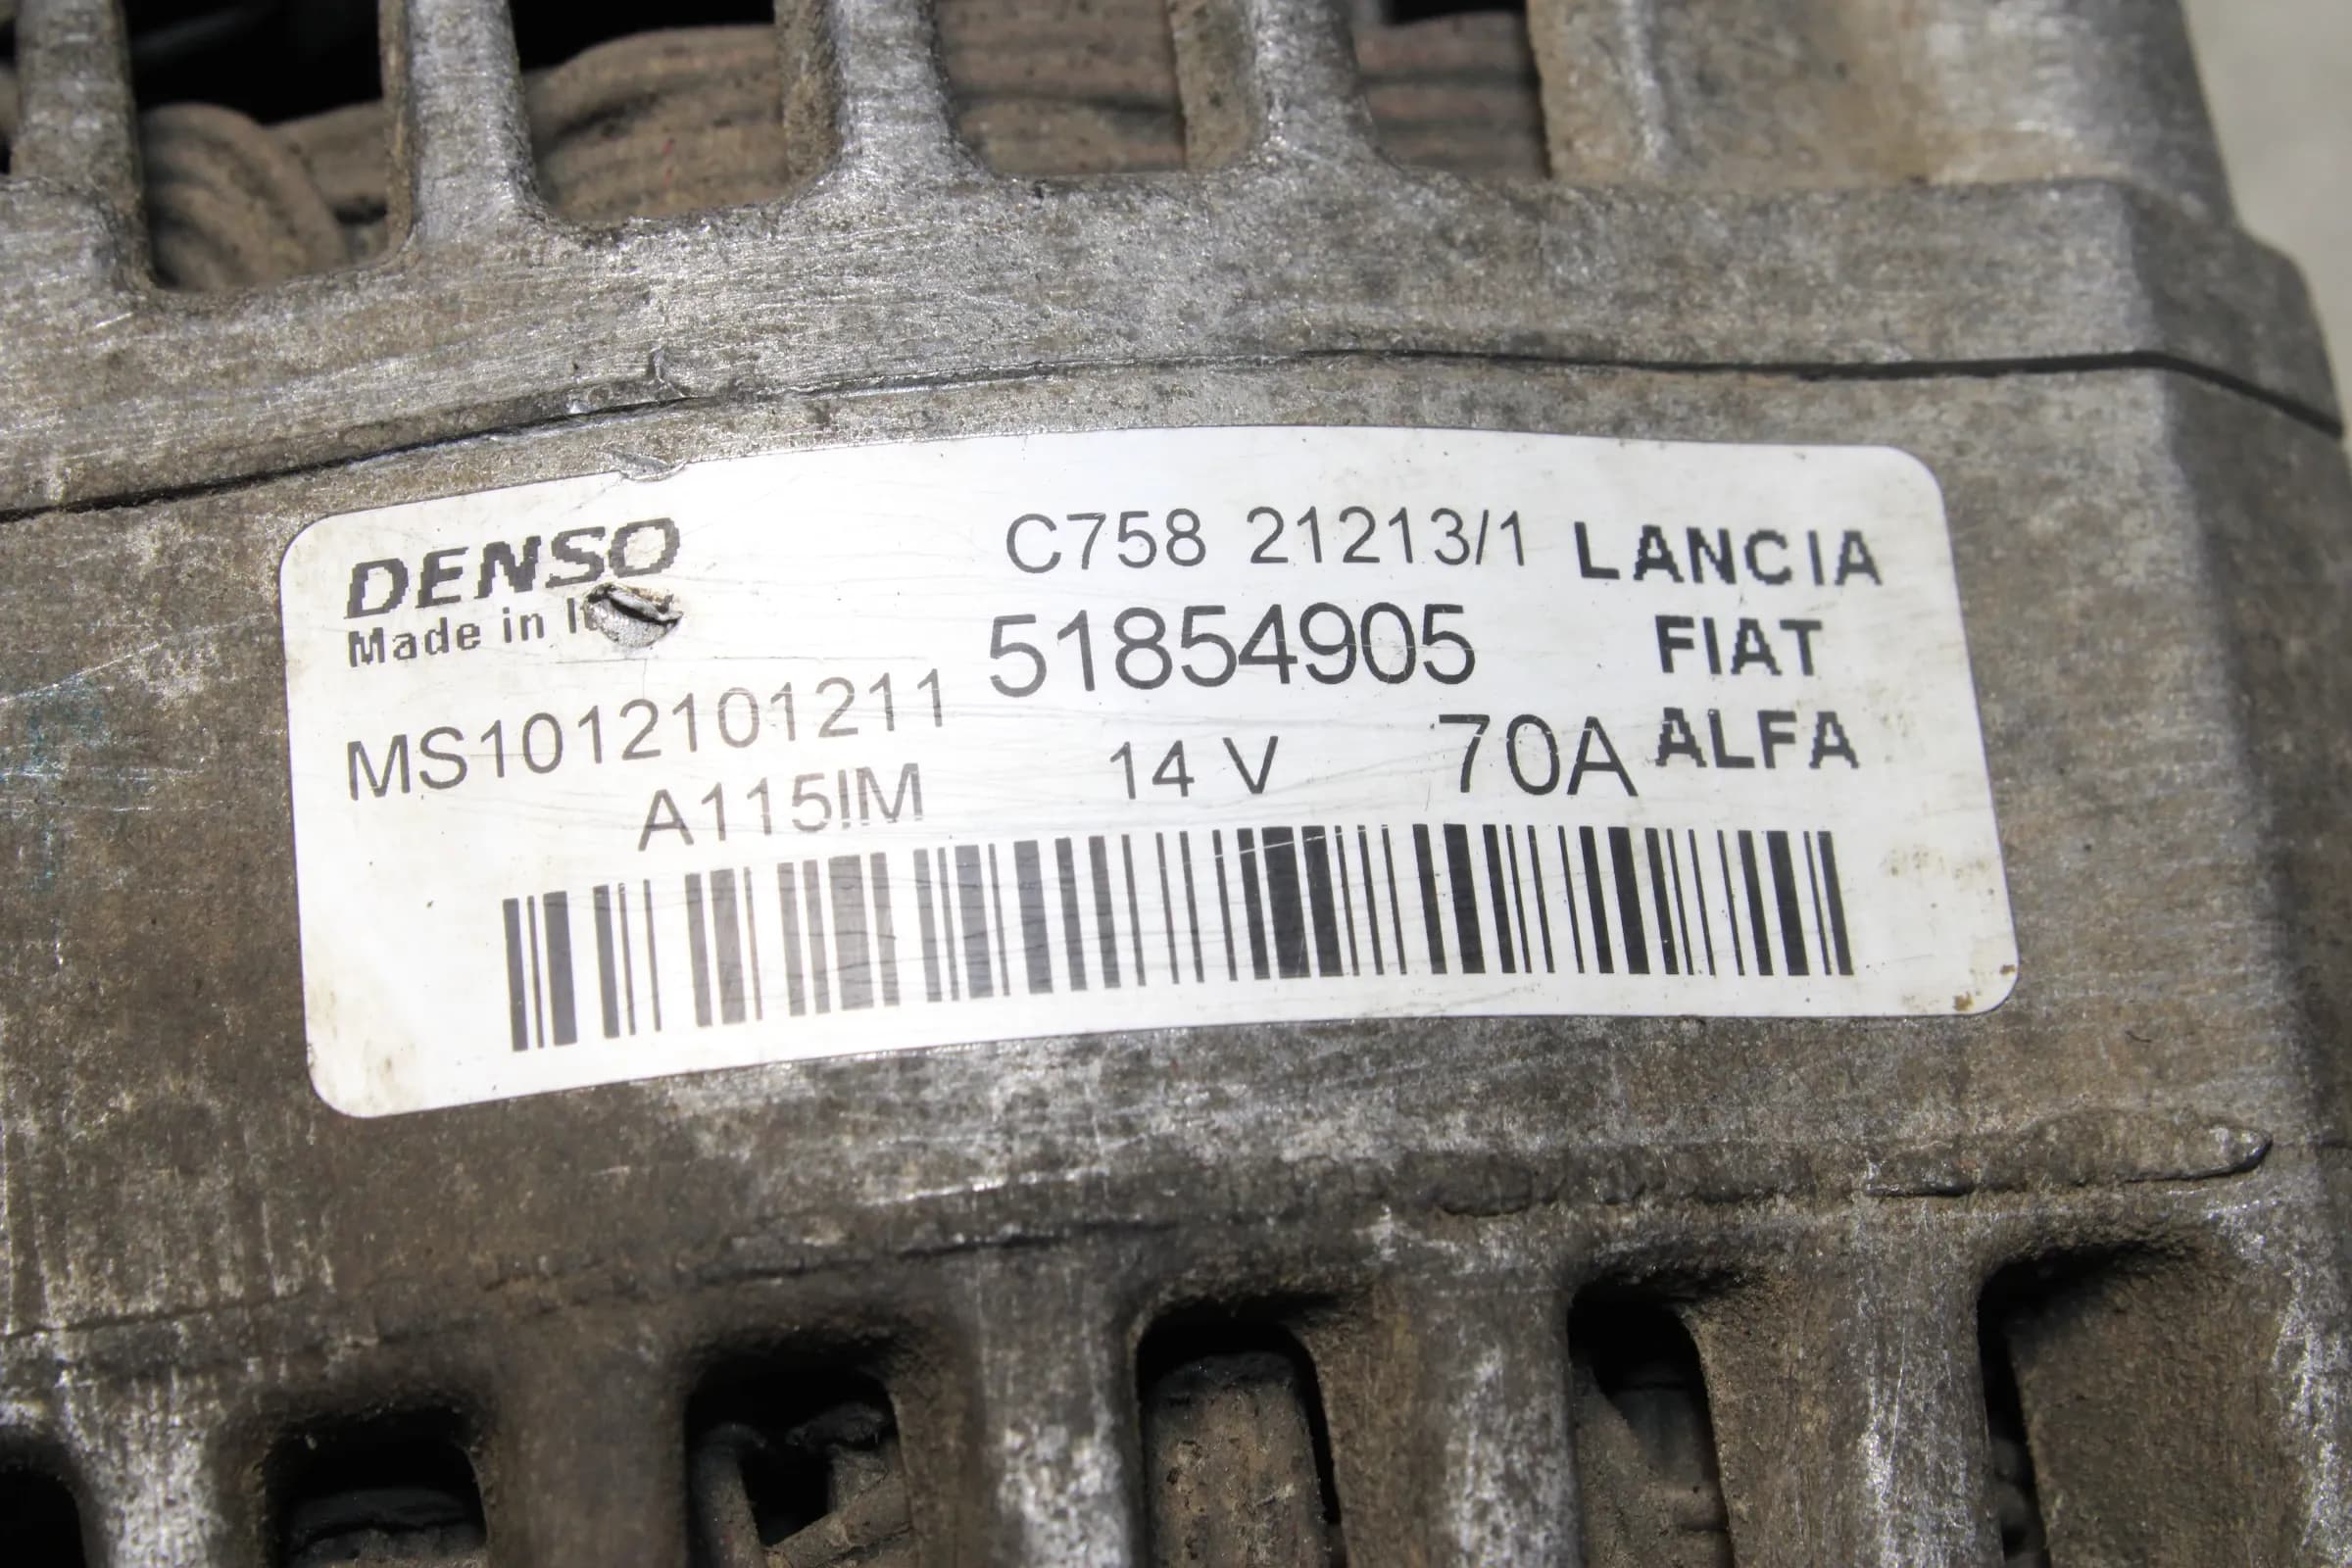 DENSO
Made in
C758 21213/1
51854905
MS1012101211
A115IM 14 V 70A
LANCIA
FIAT
ALFA